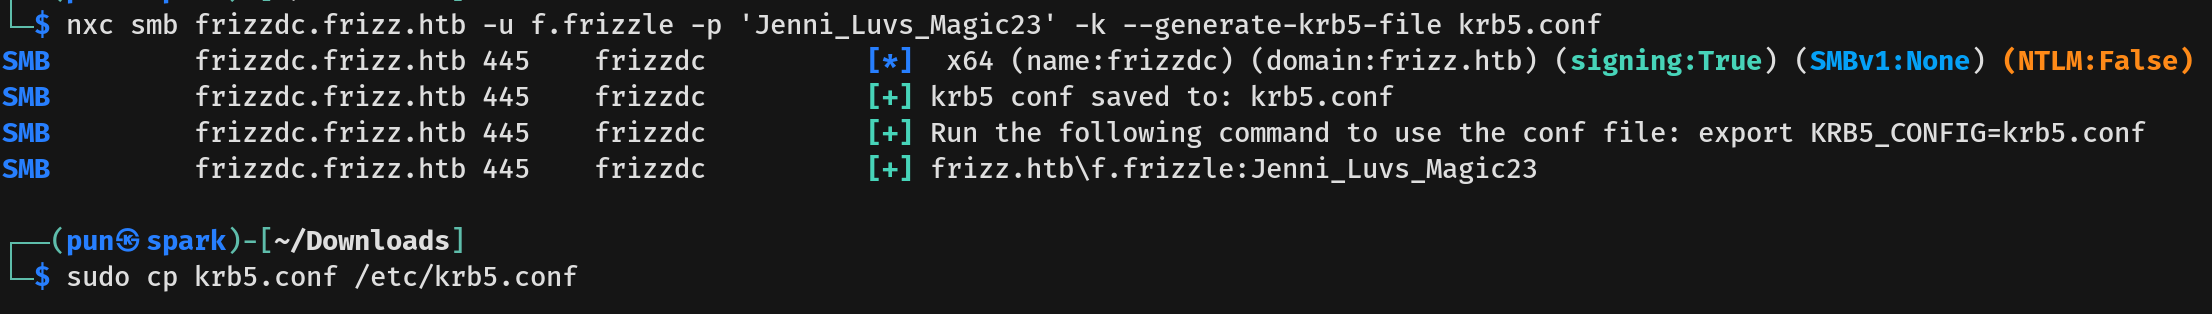 └─$ nxc smb frizzdc.frizz.htb -u f.frizzle -p 'Jenni_Luvs_Magic23' -k --generate-krb5-file krb5.conf
SMB         frizzdc.frizz.htb 445    frizzdc          [*]  x64 (name:frizzdc) (domain:frizz.htb) (signing:True) (SMBv1:None) (NTLM:False)
SMB         frizzdc.frizz.htb 445    frizzdc          [+] krb5 conf saved to: krb5.conf
SMB         frizzdc.frizz.htb 445    frizzdc          [+] Run the following command to use the conf file: export KRB5_CONFIG=krb5.conf
SMB         frizzdc.frizz.htb 445    frizzdc          [+] frizz.htb\f.frizzle:Jenni_Luvs_Magic23
┌──(pun㉿spark)-[~/Downloads]
└─$ sudo cp krb5.conf /etc/krb5.conf